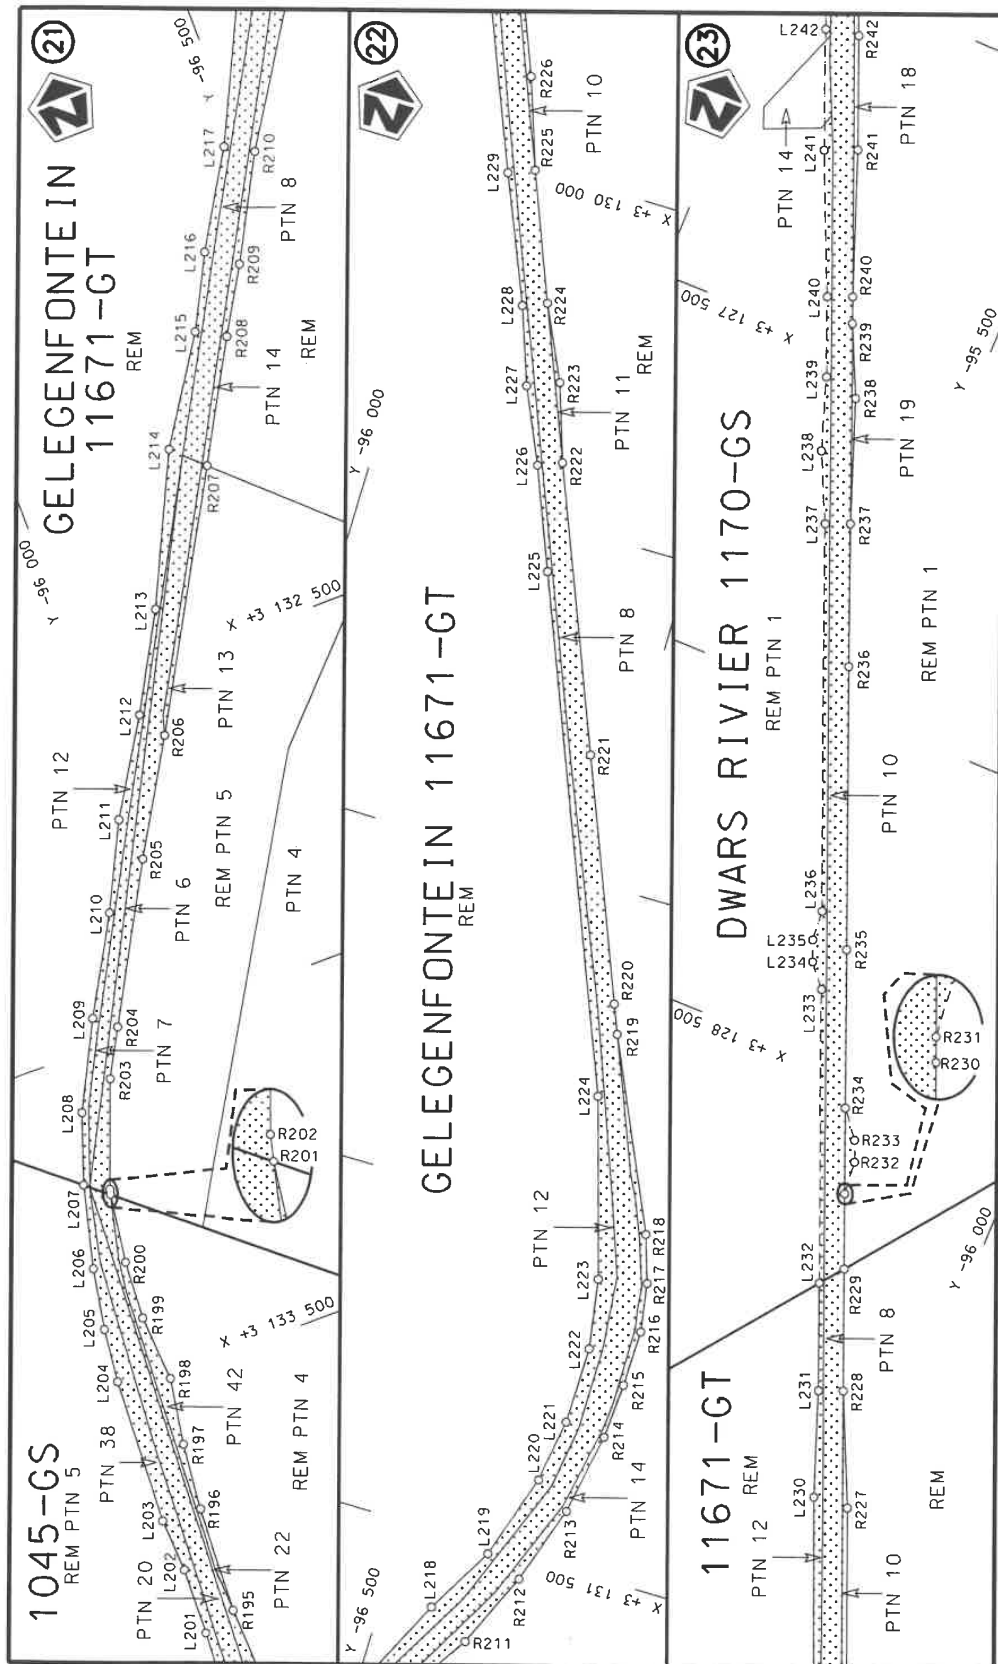 21
1045-GS
REM PTN 5
GELEGENFONTEIN
11671-GT
REM
Y -96 000
Y -96 500
PTN 20
PTN 38
PTN 12
L201
L202
L203
L204
L205
L206
L207
L208
L209
L210
L211
L212
L213
L214
L215
L216
L217
R195
R196
R197
R198
R199
R200
R203
R204
R205
R206
R207
R208
R209
R210
R201
R202
PTN 22
PTN 42
REM PTN 4
X +3 133 500
PTN 7
PTN 6
REM PTN 5
PTN 4
PTN 13
X +3 132 500
PTN 14
PTN 8
REM
22
GELEGENFONTEIN 11671-GT
REM
Y -96 500
Y -96 000
L218
L219
L220
L221
L222
L223
L224
L225
L226
L227
L228
L229
R211
R212
R213
R214
R215
R216
R217
R218
R219
R220
R221
R222
R223
R224
R225
R226
X +3 131 500
PTN 14
PTN 12
PTN 8
PTN 11
REM
PTN 10
X +3 130 000
23
11671-GT
REM
PTN 12
DWARS RIVIER 1170-GS
REM PTN 1
X +3 128 500
X +3 127 500
PTN 14
L230
L231
L232
L233
L234
L235
L236
L237
L238
L239
L240
L241
L242
R227
R228
R229
R232
R233
R234
R235
R236
R237
R238
R239
R240
R241
R242
R230
R231
PTN 10
REM
PTN 8
Y -96 000
PTN 10
REM PTN 1
PTN 19
Y -95 500
PTN 18